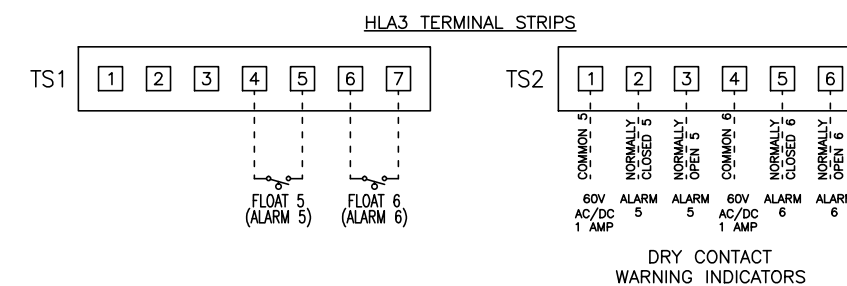 HLA3 TERMINAL STRIPS
TS1
1 2 3 4 5 6 7
FLOAT 5
(ALARM 5)
FLOAT 6
(ALARM 6)
TS2
1 2 3 4 5 6
COMMON 5
NORMALLY
CLOSED 5
NORMALLY
OPEN 5
COMMON 6
NORMALLY
CLOSED 6
NORMALLY
OPEN 6
60V
AC/DC
1 AMP
ALARM
5
ALARM
5
60V
AC/DC
1 AMP
ALARM
6
ALARM
6
DRY CONTACT
WARNING INDICATORS